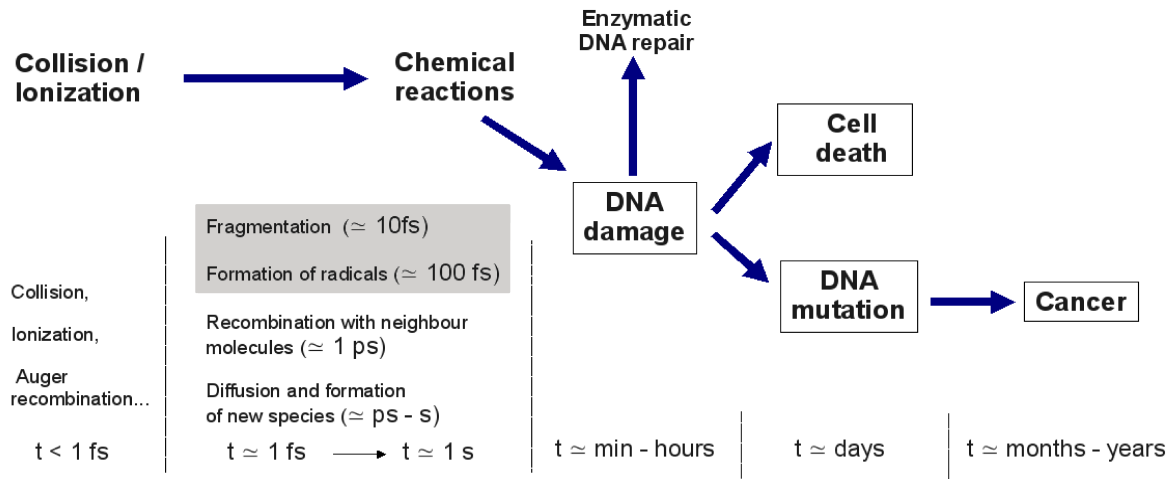 Enzymatic
DNA repair
Collision /
Ionization
Chemical
reactions
Cell
death
DNA
damage
DNA
mutation
Cancer
Fragmentation (≃ 10fs)
Formation of radicals (≃ 100 fs)
Recombination with neighbour
molecules (≃ 1 ps)
Diffusion and formation
of new species (≃ ps - s)
Collision,
Ionization,
Auger
recombination...
t < 1 fs
t ≃ 1 fs
t ≃ 1 s
t ≃ min - hours
t ≃ days
t ≃ months - years